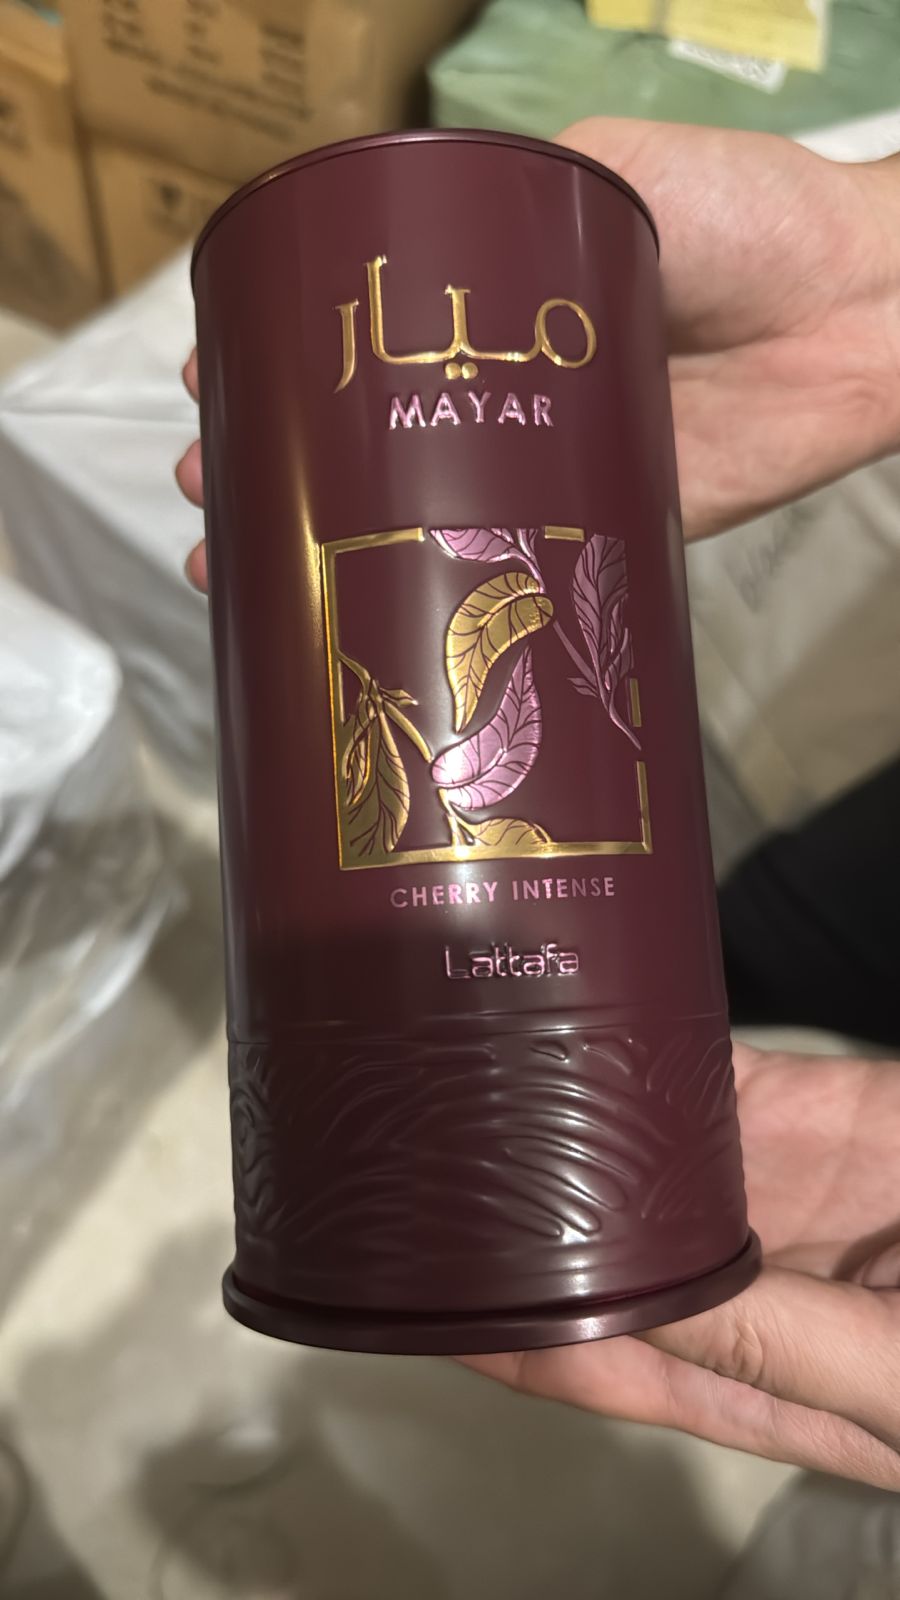 ميار
MAYAR
CHERRY INTENSE
Lattafa